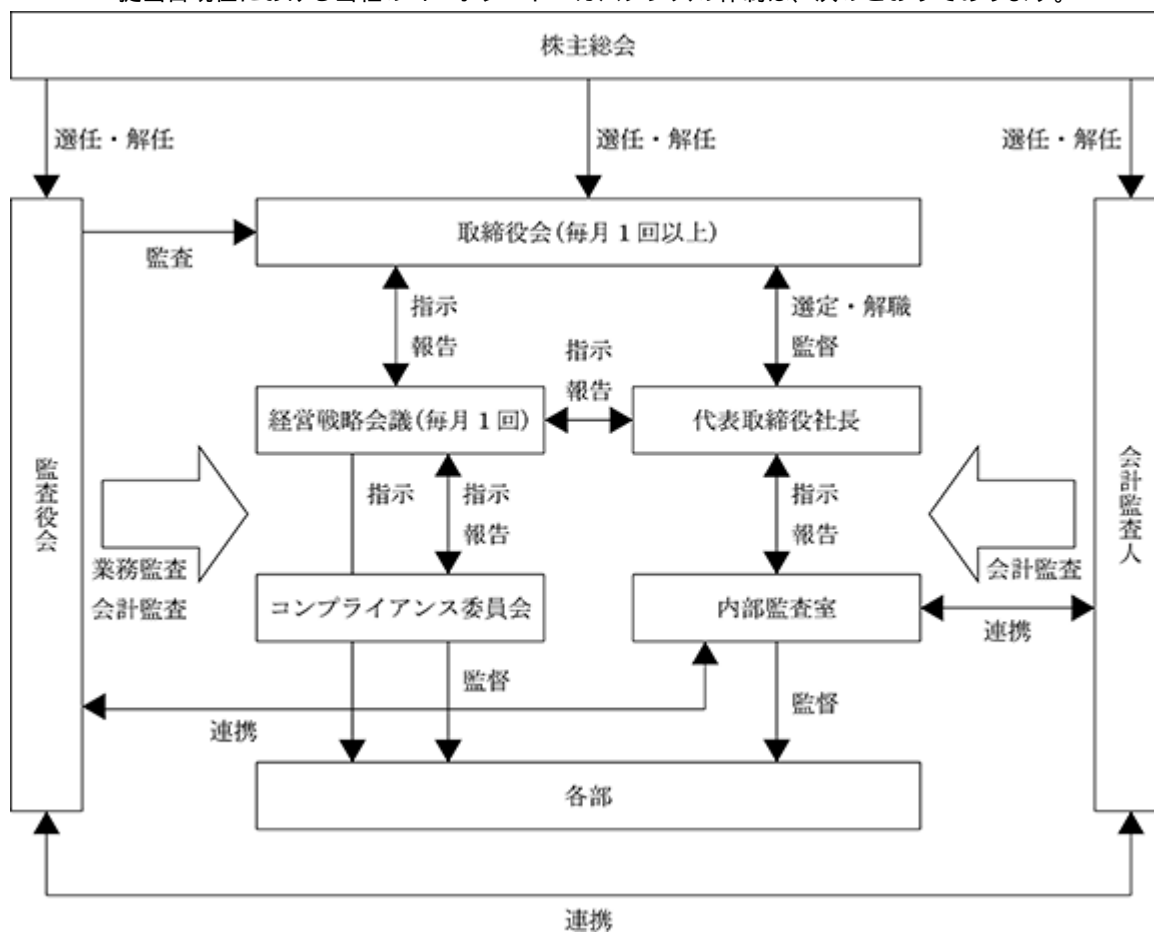 株主総会
選任・解任
選任・解任
選任・解任
取締役会(毎月1回以上)
監査
指示
報告
選定・解職
監督
指示
報告
経営戦略会議(毎月1回)
代表取締役社長
監査役会
会計監査人
指示
指示
報告
指示
報告
業務監査
会計監査
会計監査
コンプライアンス委員会
内部監査室
連携
監督
監督
連携
各部
連携